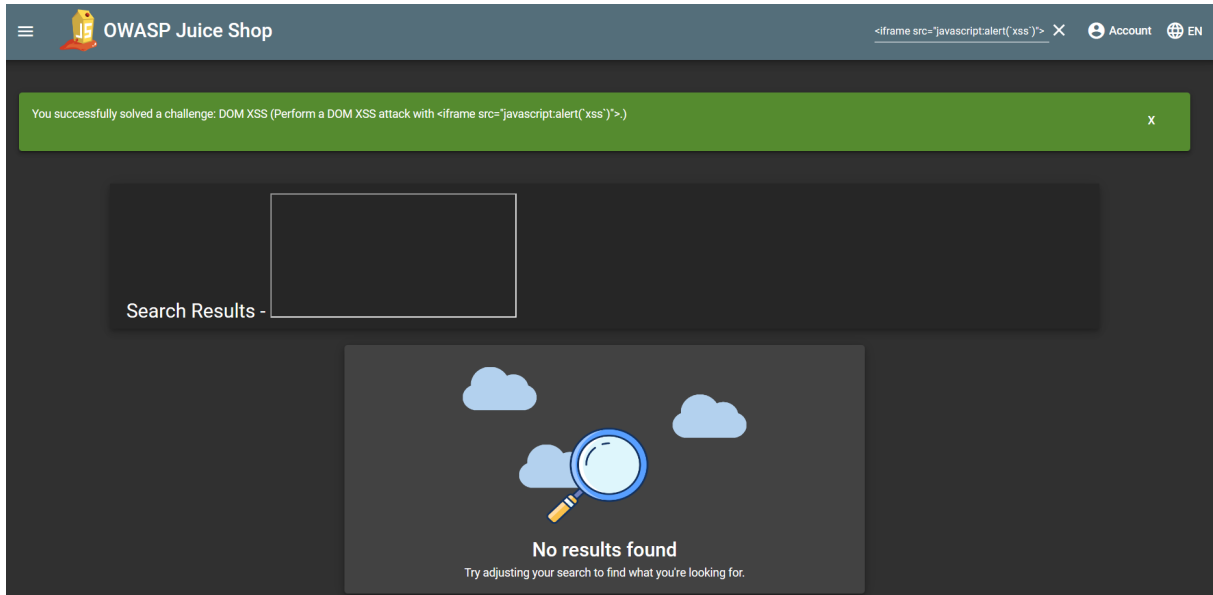 OWASP Juice Shop
<iframe src="javascript:alert(`xss`)">
Account
EN
You successfully solved a challenge: DOM XSS (Perform a DOM XSS attack with <iframe src="javascript:alert(`xss`)">.)
X
Search Results -
No results found
Try adjusting your search to find what you're looking for.